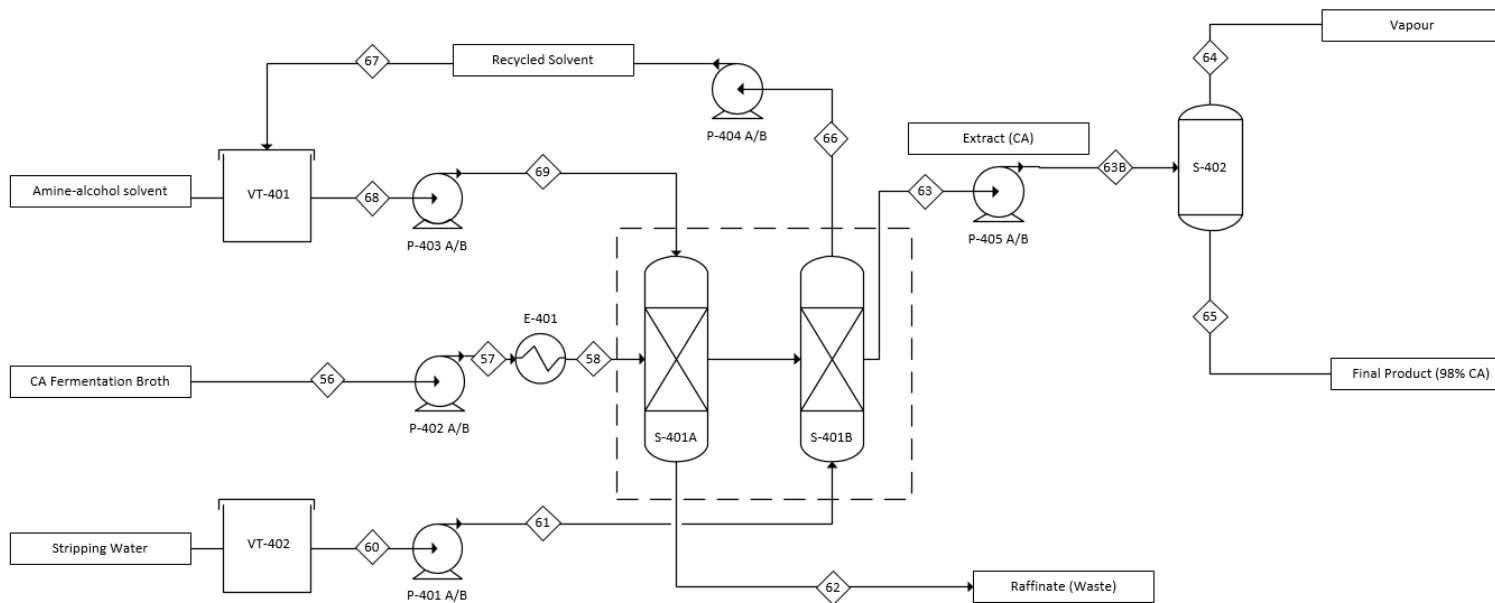 Vapour
64
67
Recycled Solvent
P-404 A/B
66
Extract (CA)
63B
S-402
69
Amine-alcohol solvent
VT-401
68
P-403 A/B
63
P-405 A/B
E-401
65
57
58
CA Fermentation Broth
56
P-402 A/B
Final Product (98% CA)
S-401A
S-401B
61
Stripping Water
VT-402
60
P-401 A/B
62
Raffinate (Waste)